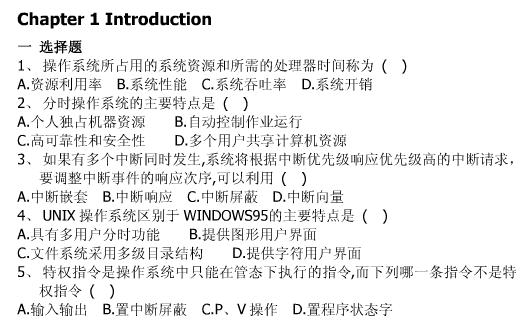 Chapter 1 Introduction
一 选择题
1、 操作系统所占用的系统资源和所需的处理器时间称为（ ）
A.资源利用率 B.系统性能 C.系统吞吐率 D.系统开销
2、 分时操作系统的主要特点是（ ）
A.个人独占机器资源 B.自动控制作业运行
C.高可靠性和安全性 D.多个用户共享计算机资源
3、 如果有多个中断同时发生,系统将根据中断优先级响应优先级高的中断请求,
要调整中断事件的响应次序,可以利用（ ）
A.中断嵌套 B.中断响应 C.中断屏蔽 D.中断向量
4、 UNIX 操作系统区别于 WINDOWS95的主要特点是（ ）
A.具有多用户分时功能 B.提供图形用户界面
C.文件系统采用多级目录结构 D.提供字符用户界面
5、 特权指令是操作系统中只能在管态下执行的指令,而下列哪一条指令不是特
权指令（ ）
A.输入输出 B.置中断屏蔽 C.P、V 操作 D.置程序状态字